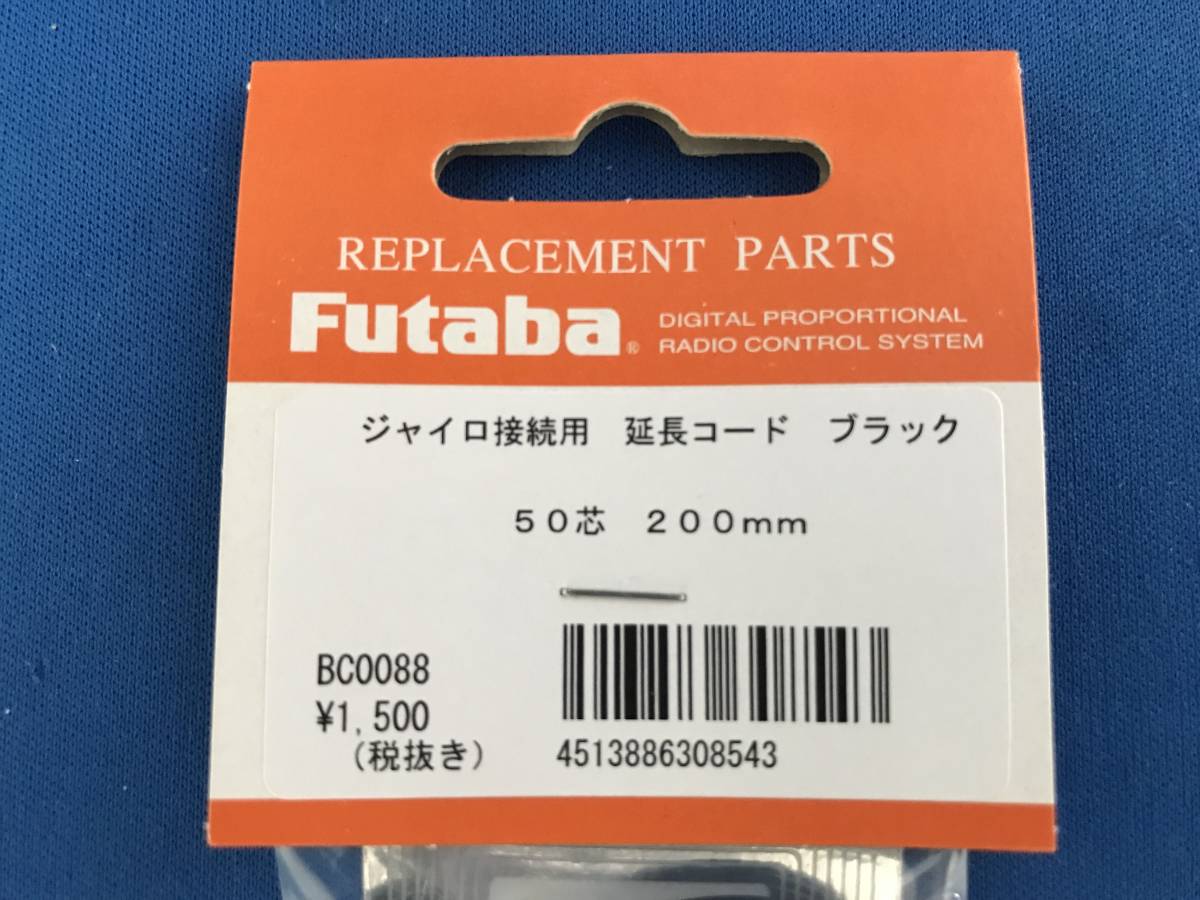 REPLACEMENT PARTS
Futaba®
DIGITAL PROPORTIONAL
RADIO CONTROL SYSTEM
ジャイロ接続用　延長コード　ブラック
５０芯　２００ｍｍ
BC0088
¥1,500
(税抜き)
4513886308543